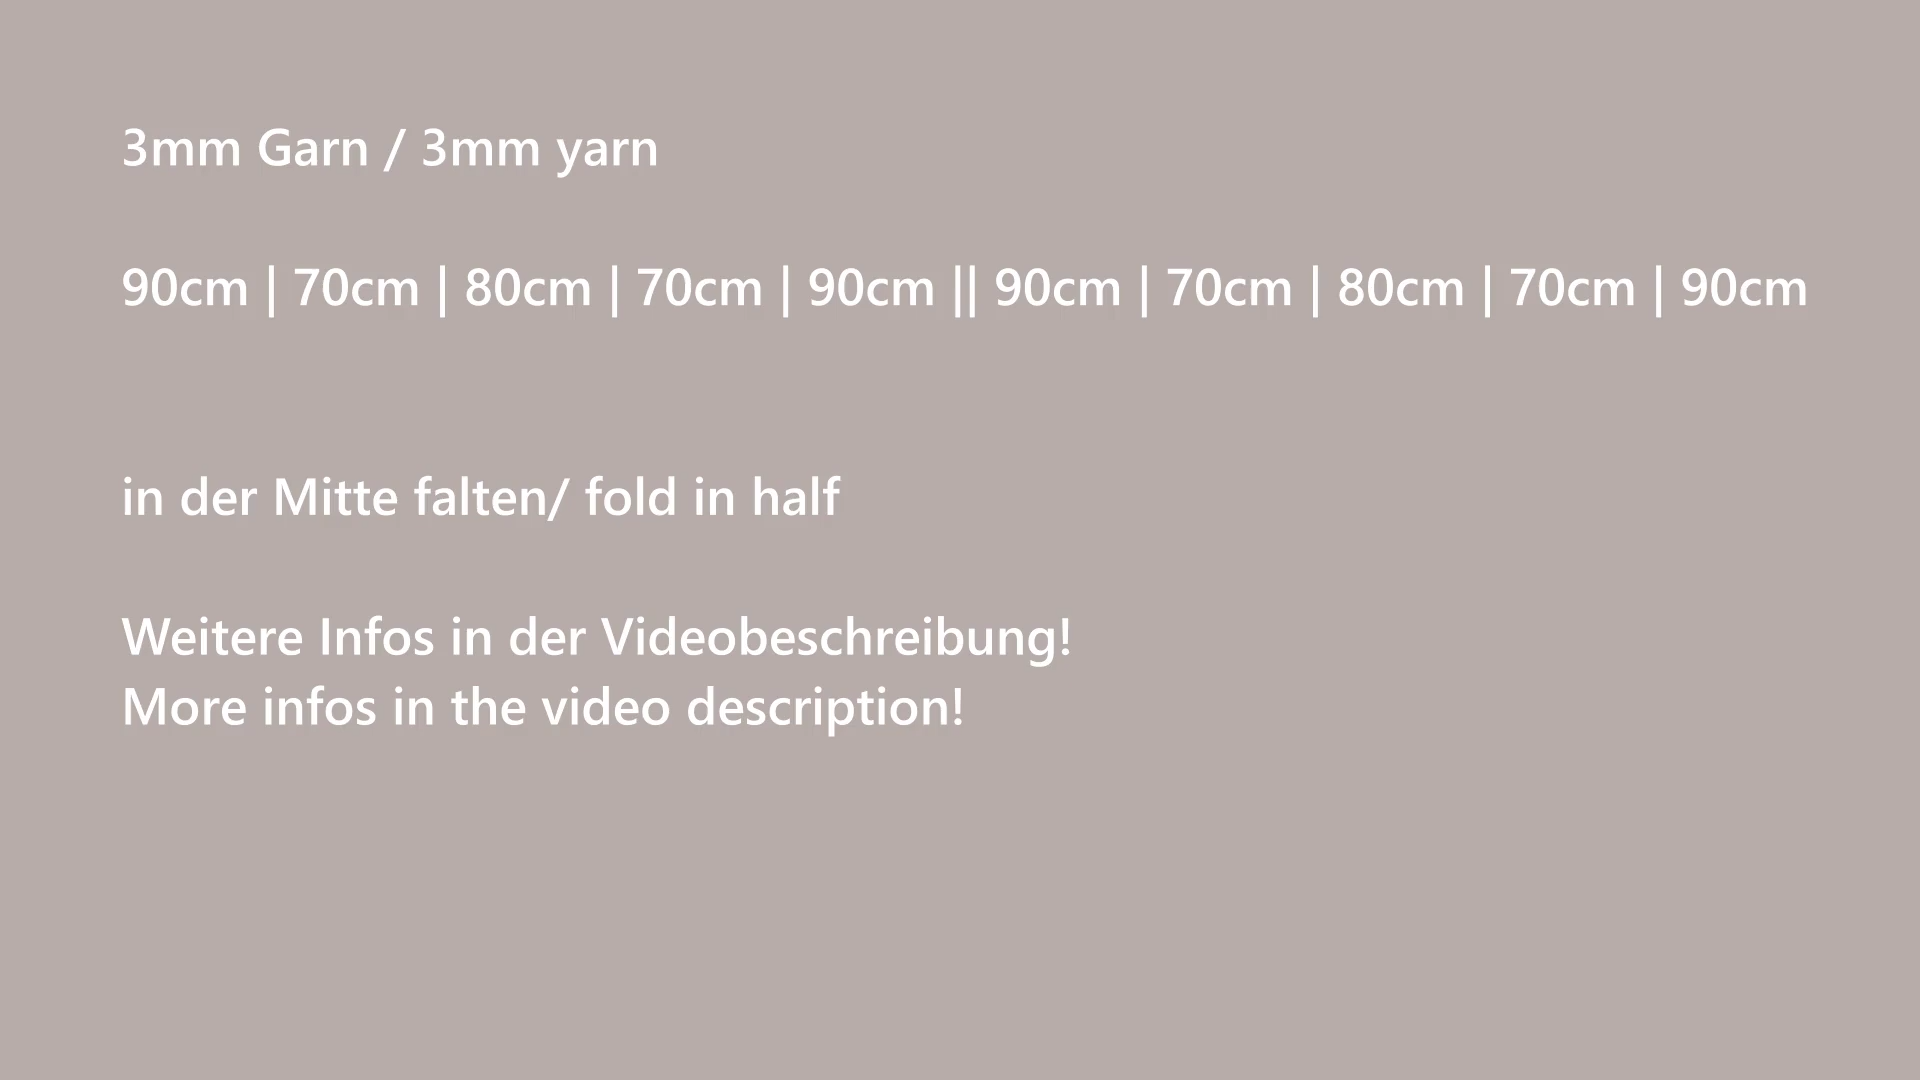 3mm Garn / 3mm yarn
90cm | 70cm | 80cm | 70cm | 90cm || 90cm | 70cm | 80cm | 70cm | 90cm
in der Mitte falten/ fold in half
Weitere Infos in der Videobeschreibung!
More infos in the video description!